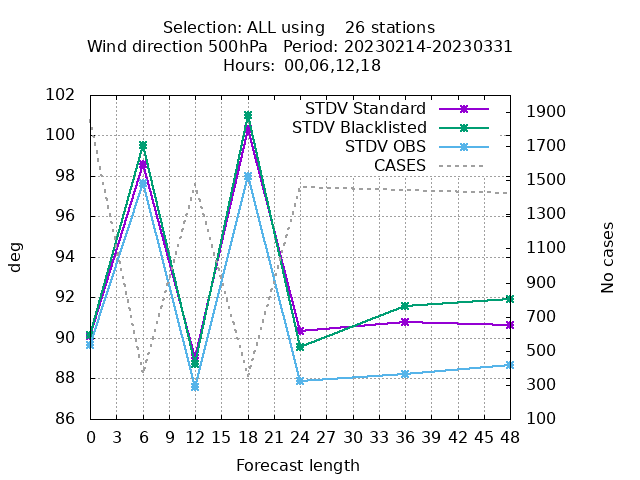 Selection: ALL using    26 stations
Wind direction 500hPa   Period: 20230214-20230331
Hours: 00,06,12,18
STDV Standard
STDV Blacklisted
STDV OBS
CASES
102
100
98
96
94
92
90
88
86
deg
1900
1700
1500
1300
1100
900
700
500
300
100
No cases
0 3 6 9 12 15 18 21 24 27 30 33 36 39 42 45 48
Forecast length